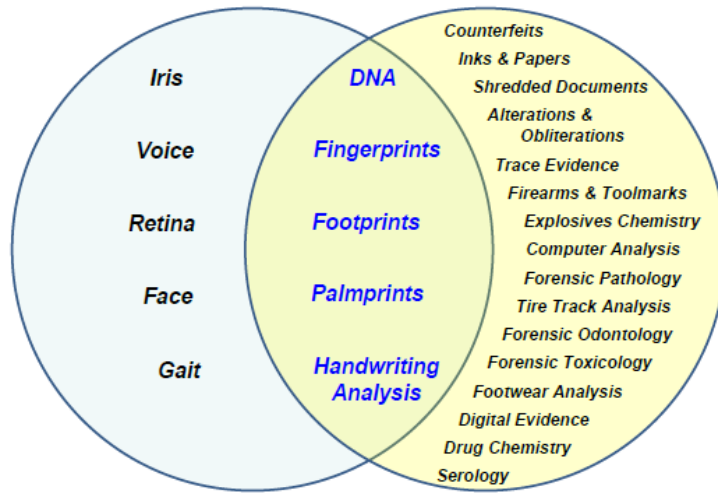 Iris
Voice
Retina
Face
Gait
DNA
Fingerprints
Footprints
Palmprints
Handwriting
Analysis
Counterfeits
Inks & Papers
Shredded Documents
Alterations &
Obliterations
Trace Evidence
Firearms & Toolmarks
Explosives Chemistry
Computer Analysis
Forensic Pathology
Tire Track Analysis
Forensic Odontology
Forensic Toxicology
Footwear Analysis
Digital Evidence
Drug Chemistry
Serology